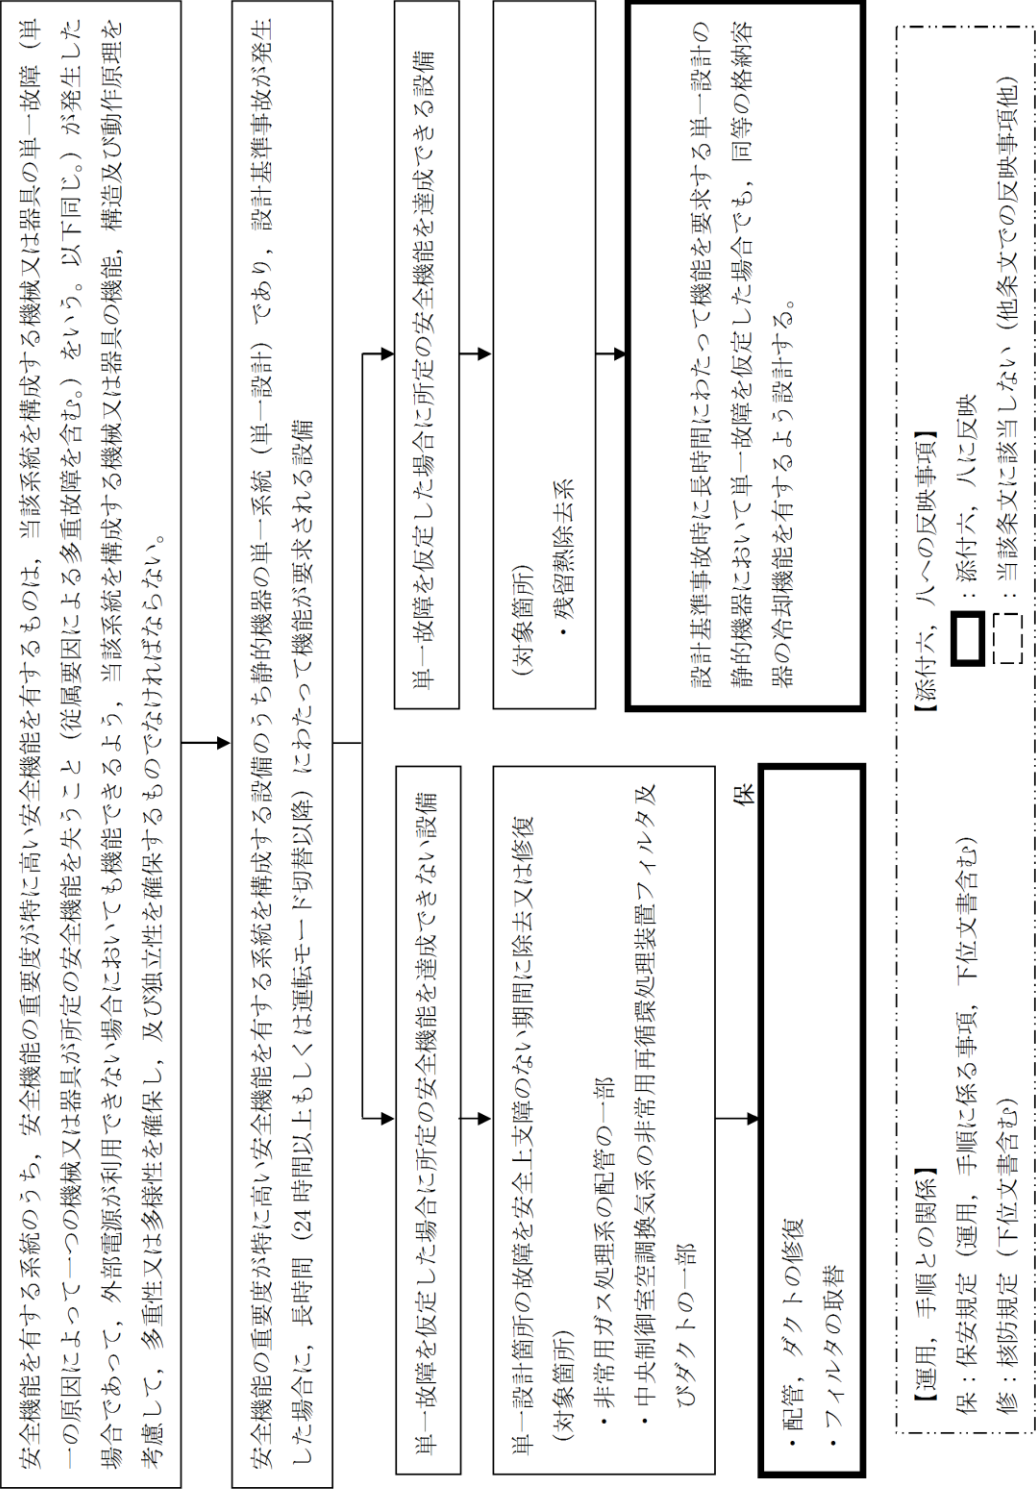 安全機能を有する系統のうち，安全機能の重要度が特に高い安全機能を有するものは，当該系統を構成する機械又は器具の単一故障（単
一の原因によって一つの機械又は器具が所定の安全機能を失うこと（従属要因による多重故障を含む。）をいう。以下同じ。）が発生した
場合であって，外部電源が利用できない場合においても機能できるよう，当該系統を構成する機械又は器具の機能，構造及び動作原理を
考慮して，多重性又は多様性を確保し，及び独立性を確保するものでなければならない。
安全機能の重要度が特に高い安全機能を有する系統を構成する設備のうち静的機器の単一系統（単一設計）であり，設計基準事故が発生
した場合に，長時間（24 時間以上もしくは運転モード切替以降）にわたって機能が要求される設備
単一故障を仮定した場合に所定の安全機能を達成できない設備
単一設計箇所の故障を安全上支障のない期間に除去又は修復
(対象箇所)
・非常用ガス処理系の配管の一部
・中央制御室空調換気系の非常用再循環処理装置フィルタ及
びダクトの一部
保
・配管，ダクトの修復
・フィルタの取替
単一故障を仮定した場合に所定の安全機能を達成できる設備
(対象箇所)
・残留熱除去系
設計基準事故時に長時間にわたって機能を要求する単一設計の
静的機器において単一故障を仮定した場合でも，同等の格納容
器の冷却機能を有するよう設計する。
【運用，手順との関係】
保：保安規定（運用，手順に係る事項，下位文書含む）
修：核防規定（下位文書含む）
【添付六，八への反映事項】
：添付六，八に反映
：当該条文に該当しない（他条文での反映事項他）